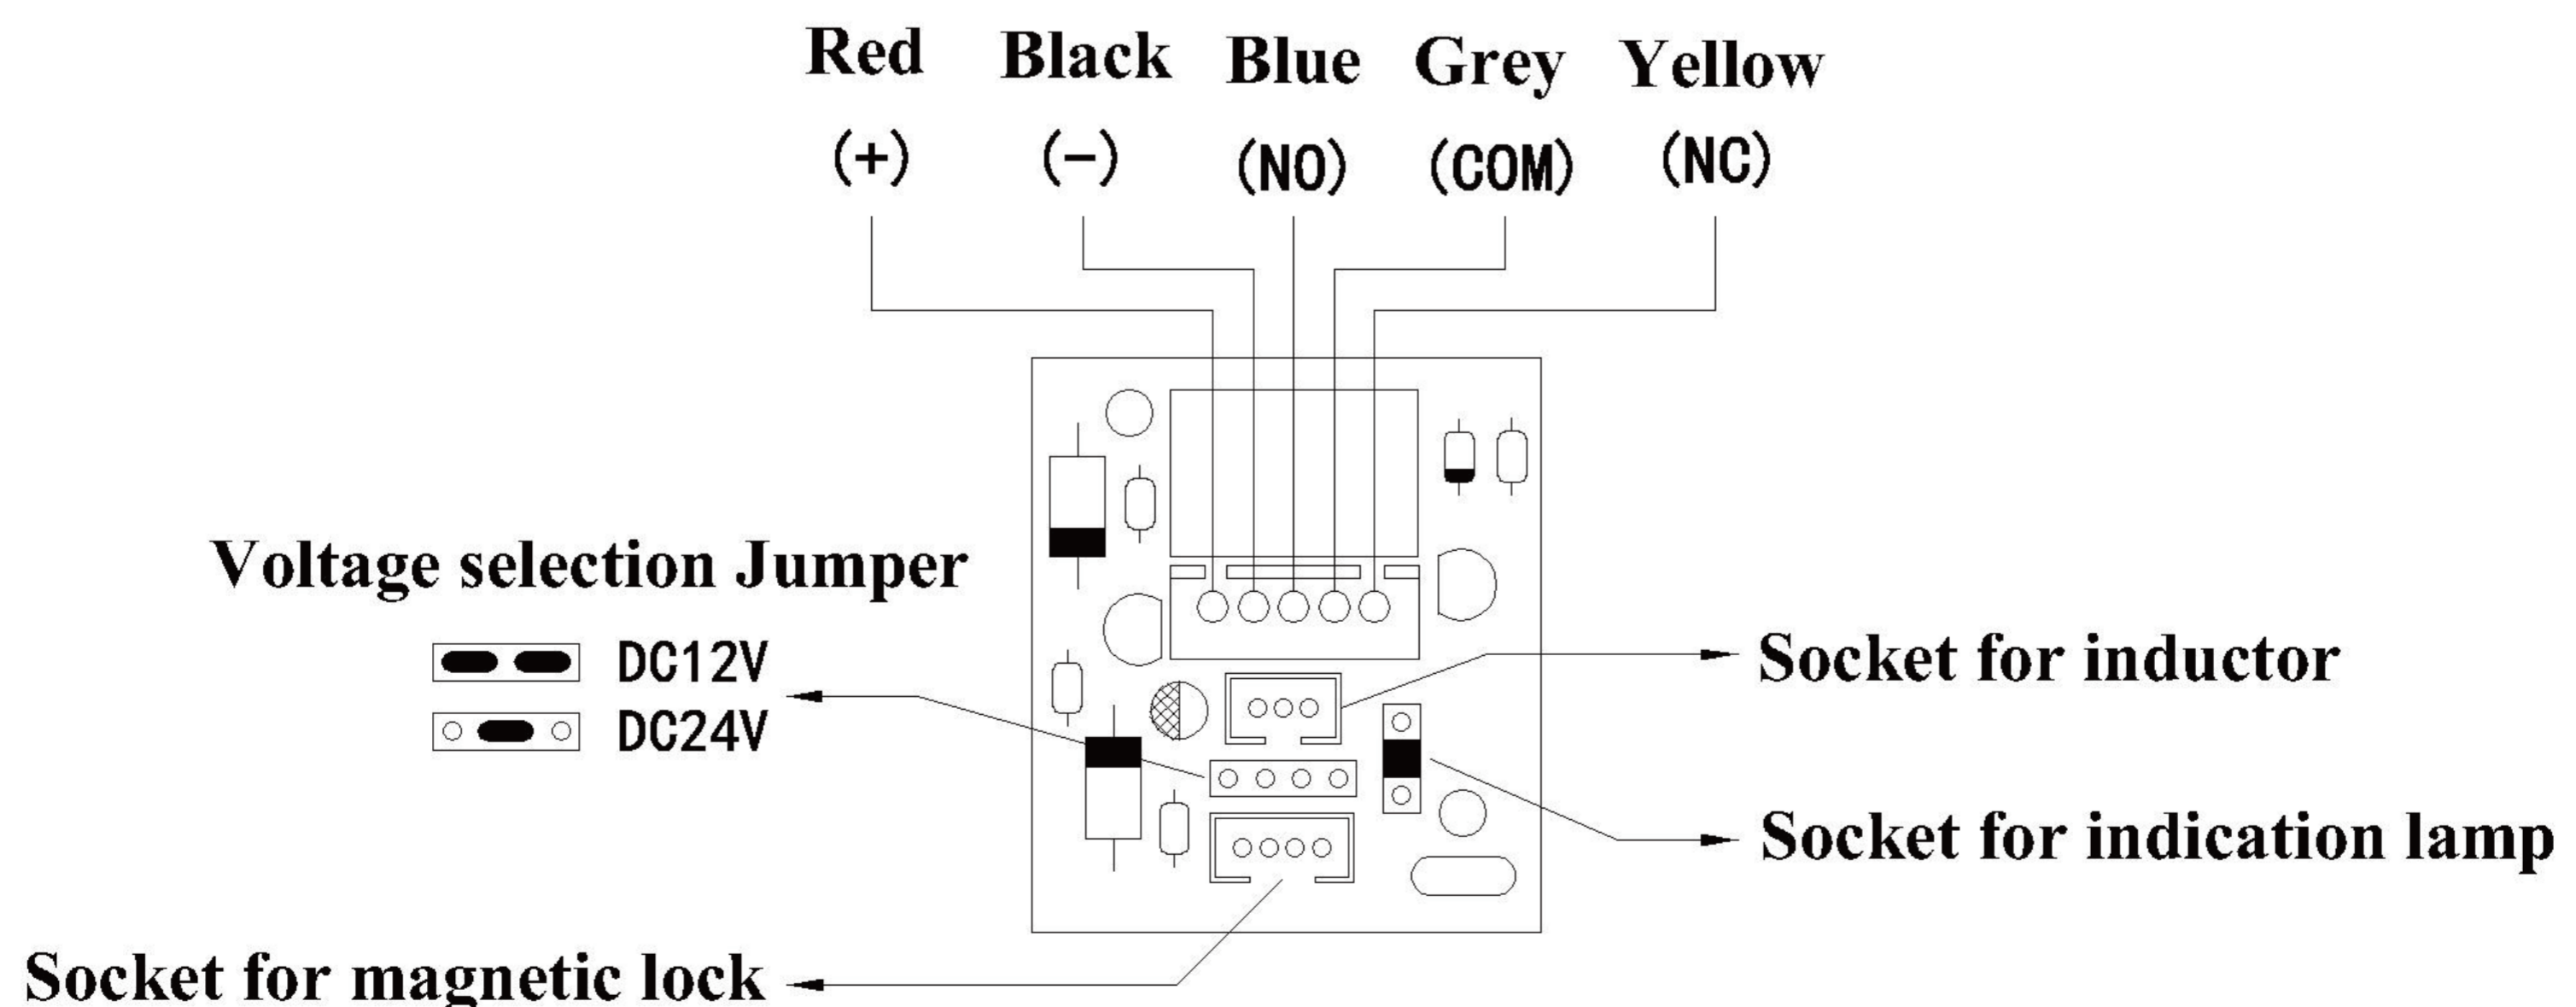 Red Black Blue Grey Yellow
(+) (-) (NO) (COM) (NC)
Voltage selection Jumper
DC12V
DC24V
Socket for inductor
Socket for indication lamp
Socket for magnetic lock